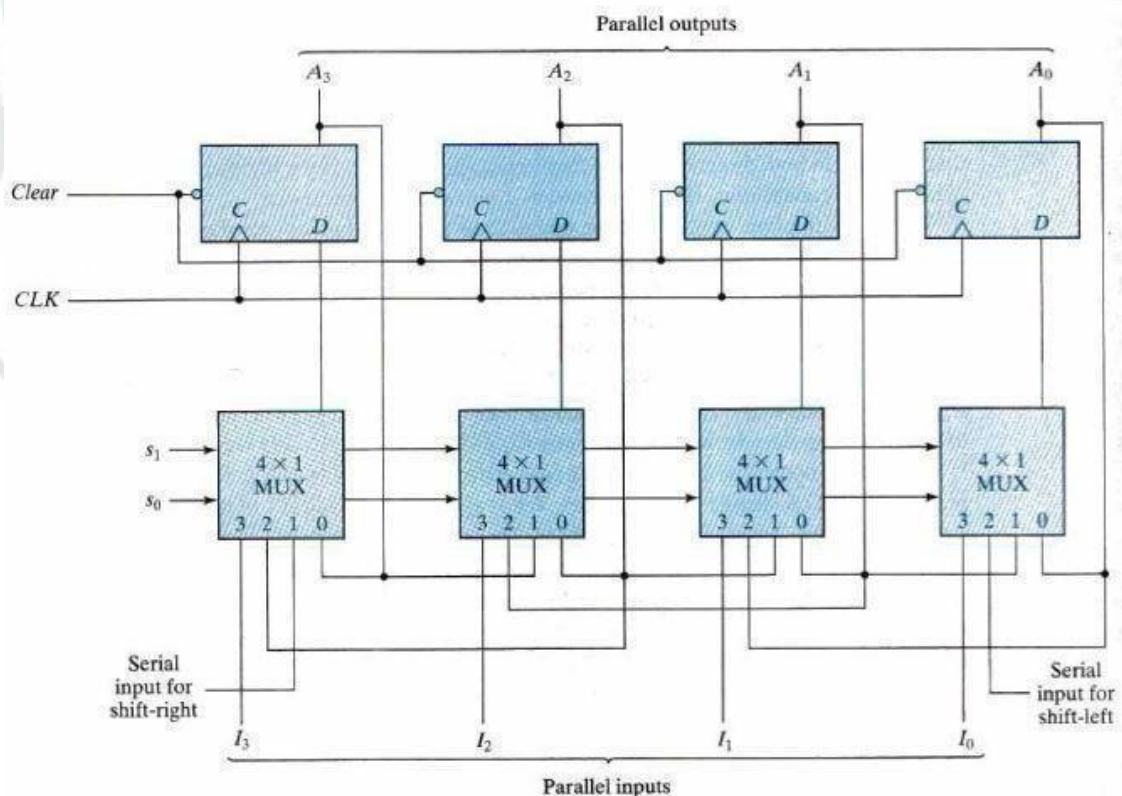 Parallel outputs
A₃ A₂ A₁ A₀
Clear
C D C D C D C D
CLK
s₁
s₀
4 × 1 MUX
4 × 1 MUX
4 × 1 MUX
4 × 1 MUX
3 2 1 0 3 2 1 0 3 2 1 0 3 2 1 0
Serial
input for
shift-right
Serial
input for
shift-left
I₃ I₂ I₁ I₀
Parallel inputs